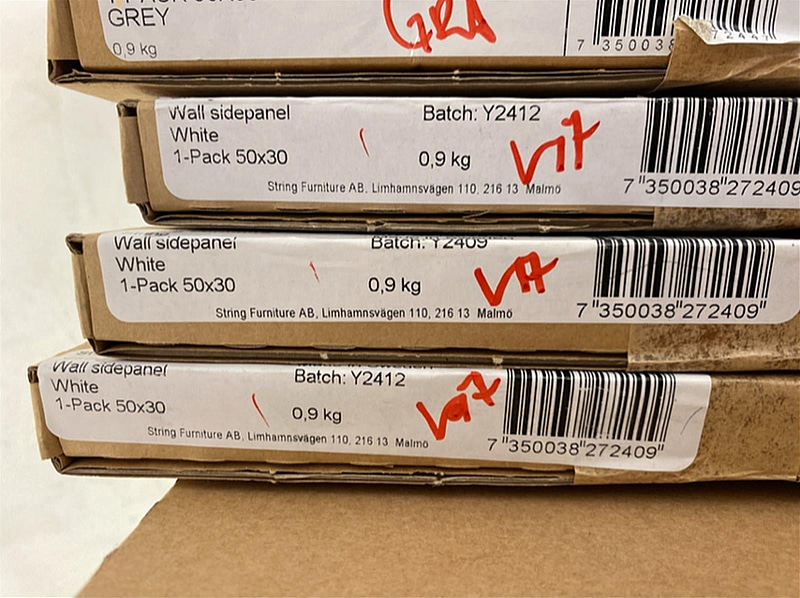 GREY
0,9 kg
GRÅ
7 35003
Wall sidepanel
White
1-Pack 50x30
Batch: Y2412
0,9 kg
VIT
String Furniture AB, Limhamnsvägen 110, 216 13 Malmö
7 "350038"272409
Wall sidepanel
White
1-Pack 50x30
Batch: Y2409
0,9 kg
VIT
String Furniture AB, Limhamnsvägen 110, 216 13 Malmö
7 "350038"272409"
Wall sidepanel
White
1-Pack 50x30
Batch: Y2412
0,9 kg
String Furniture AB, Limhamnsvägen 110, 216 13 Malmö
7 "350038"272409"